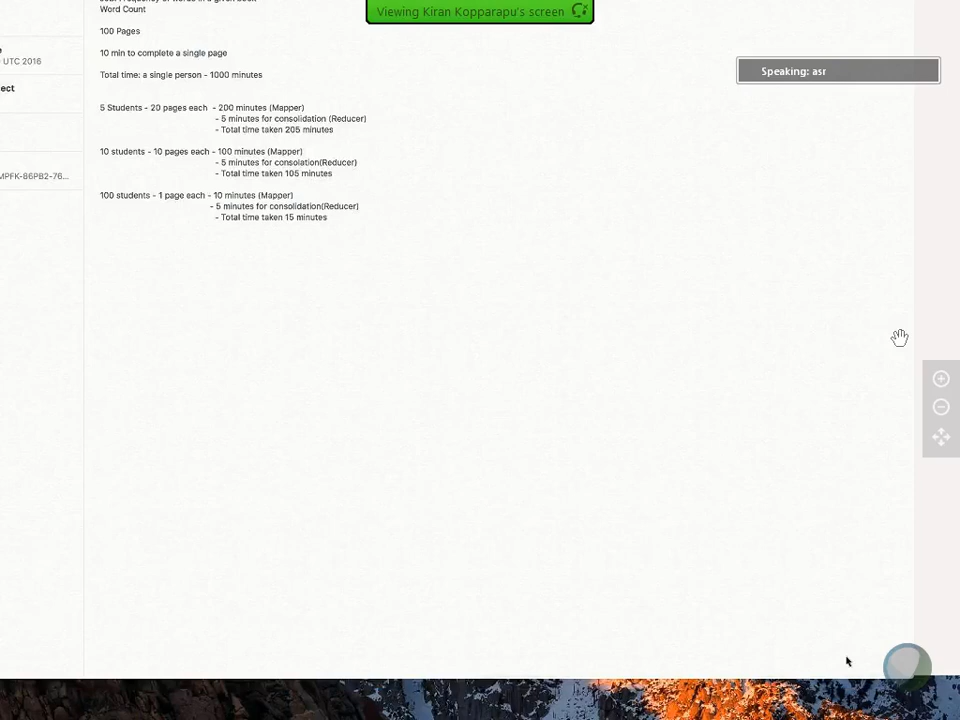 Word Count
100 Pages
10 min to complete a single page
Total time: a single person - 1000 minutes
5 Students - 20 pages each - 200 minutes (Mapper)
- 5 minutes for consolidation (Reducer)
- Total time taken 205 minutes
10 students - 10 pages each - 100 minutes (Mapper)
- 5 minutes for consolation(Reducer)
- Total time taken 105 minutes
100 students - 1 page each - 10 minutes (Mapper)
- 5 minutes for consolidation(Reducer)
- Total time taken 15 minutes
UTC 2016
ect
MPFK-86PB2-76...
Viewing Kiran Kopparapu's screen
Speaking: asr